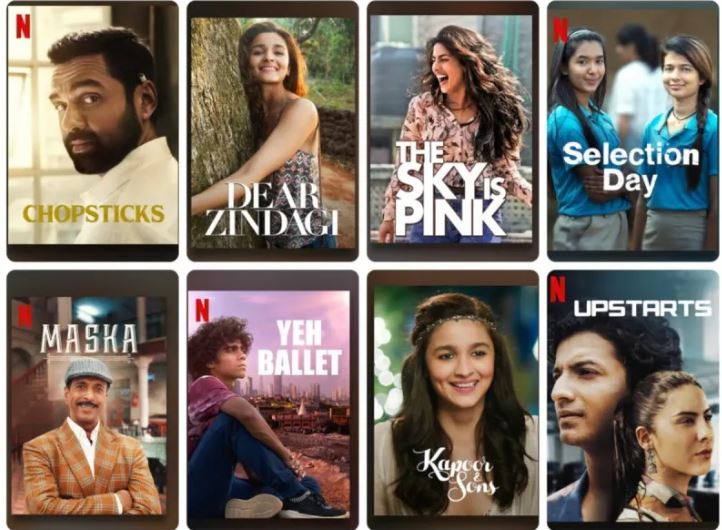 N
CHOPSTICKS
DEAR
ZINDAGI
THE
SKY IS
PINK
N
Selection
Day
N
MASKA
N
YEH
BALLET
Kapoor
&
Sons
N
UPSTARTS